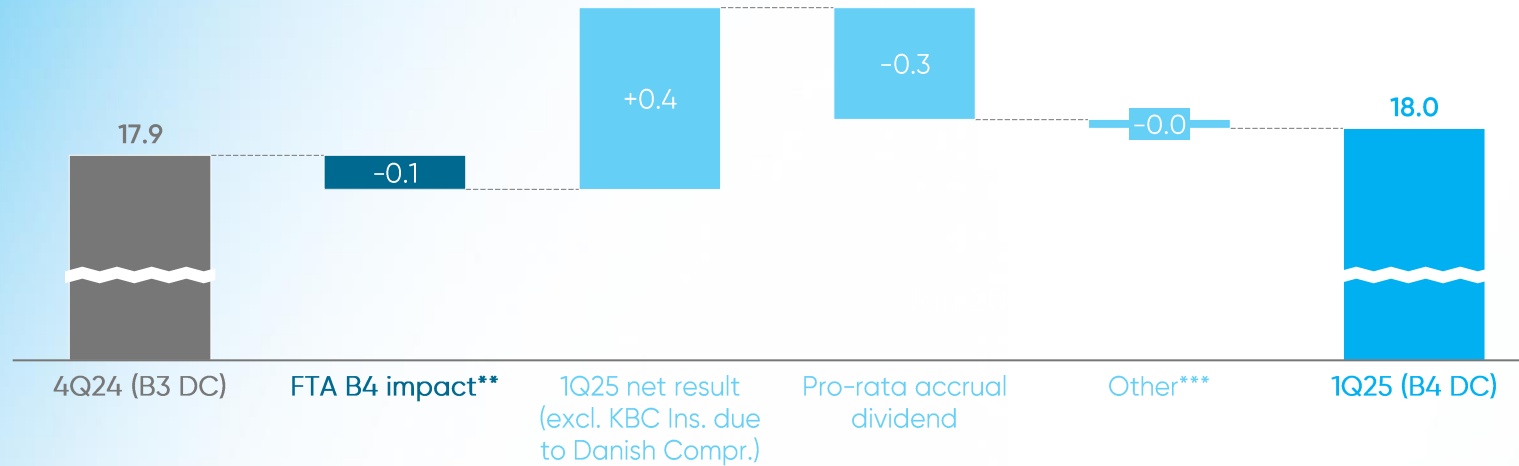 17.9
-0.1
+0.4
-0.3
-0.0
18.0
4Q24 (B3 DC)
FTA B4 impact**
1Q25 net result
(excl. KBC Ins. due
to Danish Compr.)
Pro-rata accrual
dividend
Other***
1Q25 (B4 DC)